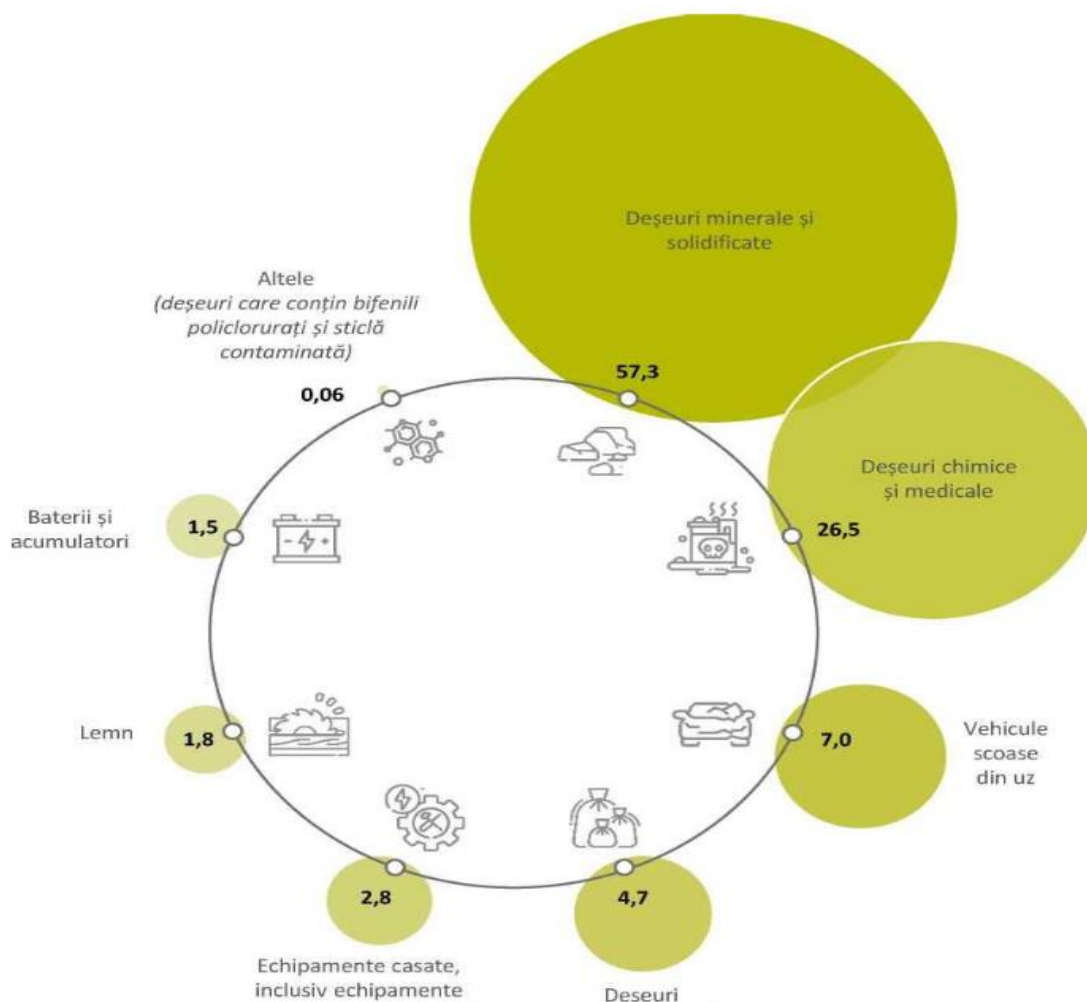 Deșeuri minerale și
solidificate
Altele
(deșeuri care conțin bifenili
policlorurați și sticlă
contaminată)
0,06
57,3
Deșeuri chimice
și medicale
26,5
Baterii și
acumulatori
1,5
Lemn
1,8
7,0
Vehicule
scoase
din uz
2,8
4,7
Echipamente casate,
inclusiv echipamente
Deseuri